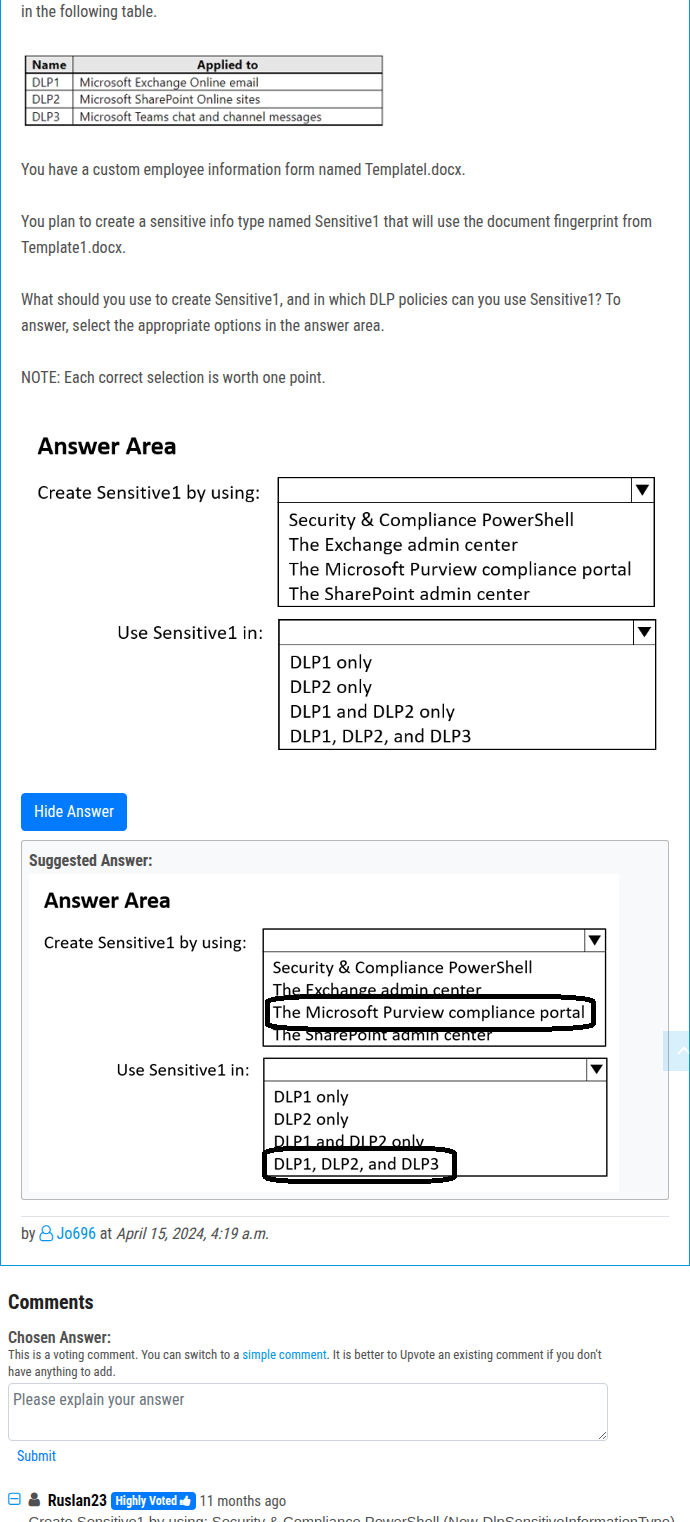 in the following table.
Name Applied to
DLP1 Microsoft Exchange Online email
DLP2 Microsoft SharePoint Online sites
DLP3 Microsoft Teams chat and channel messages
You have a custom employee information form named Templatel.docx.
You plan to create a sensitive info type named Sensitive1 that will use the document fingerprint from
Template1.docx.
What should you use to create Sensitive1, and in which DLP policies can you use Sensitive1? To
answer, select the appropriate options in the answer area.
NOTE: Each correct selection is worth one point.
Answer Area
Create Sensitive1 by using:
Security & Compliance PowerShell
The Exchange admin center
The Microsoft Purview compliance portal
The SharePoint admin center
Use Sensitive1 in:
DLP1 only
DLP2 only
DLP1 and DLP2 only
DLP1, DLP2, and DLP3
Hide Answer
Suggested Answer:
Answer Area
Create Sensitive1 by using:
Security & Compliance PowerShell
The Exchange admin center
The Microsoft Purview compliance portal
The SharePoint admin center
Use Sensitive1 in:
DLP1 only
DLP2 only
DLP1 and DLP2 only
DLP1, DLP2, and DLP3
by Jo696 at April 15, 2024, 4:19 a.m.
Comments
Chosen Answer:
This is a voting comment. You can switch to a simple comment. It is better to Upvote an existing comment if you don't
have anything to add.
Please explain your answer
Submit
Ruslan23 Highly Voted 11 months ago
Create Sensitive1 by using: Security & Compliance PowerShell (New-DlpSensitiveInformationType)